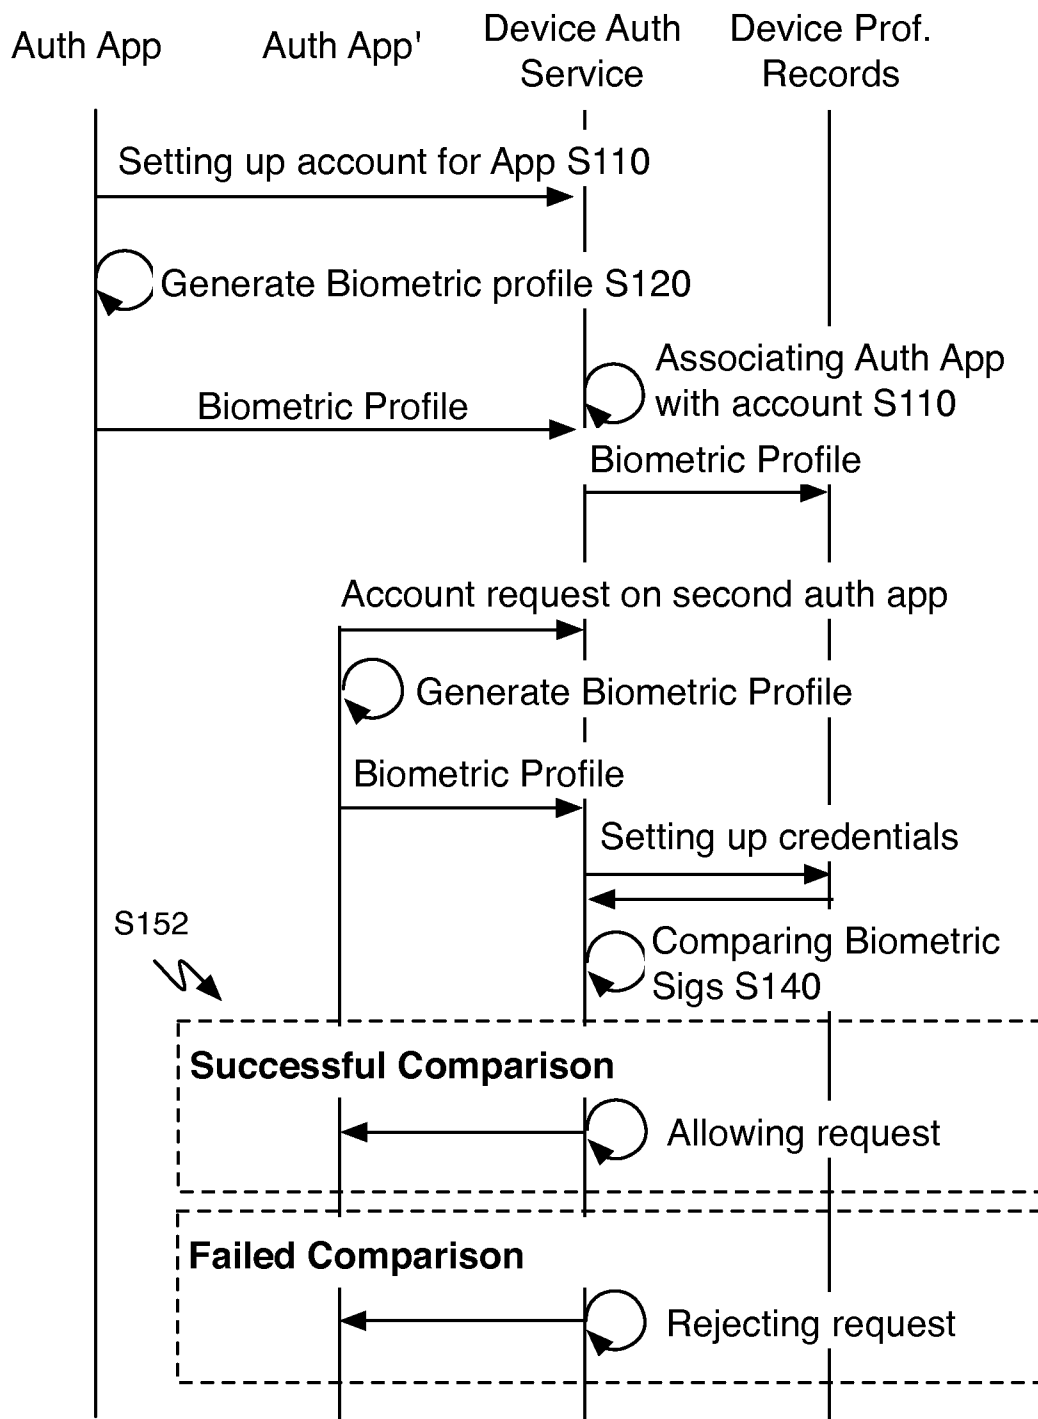 Auth App
Auth App'
Device Auth
Service
Device Prof.
Records
Setting up account for App S110
Generate Biometric profile S120
Associating Auth App
with account S110
Biometric Profile
Biometric Profile
Account request on second auth app
Generate Biometric Profile
Biometric Profile
Setting up credentials
S152
Comparing Biometric
Sigs S140
Successful Comparison
Allowing request
Failed Comparison
Rejecting request